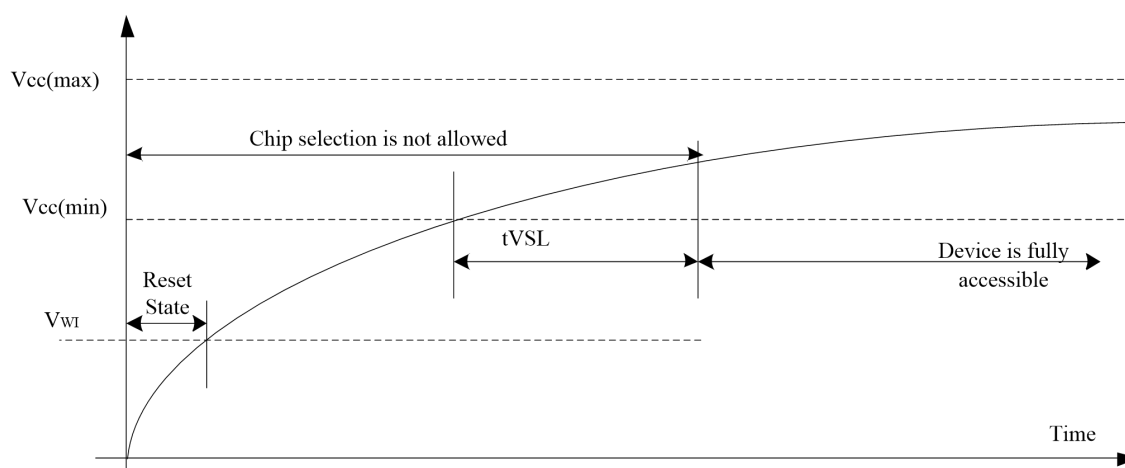 Vcc(max)
Chip selection is not allowed
Vcc(min)
tVSL
Device is fully
accessible
Reset
State
VWI
Time